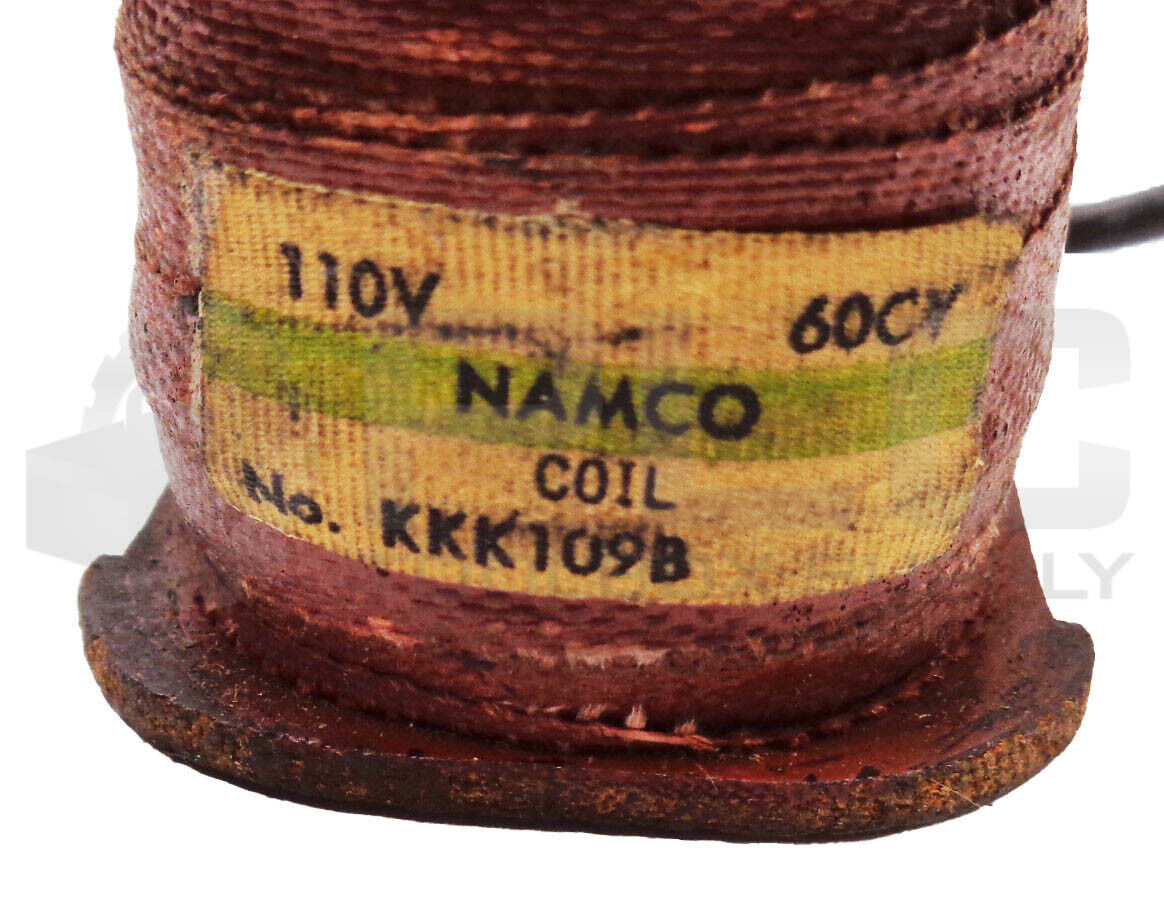 110V 60CY
NAMCO
COIL
No. KKK109B